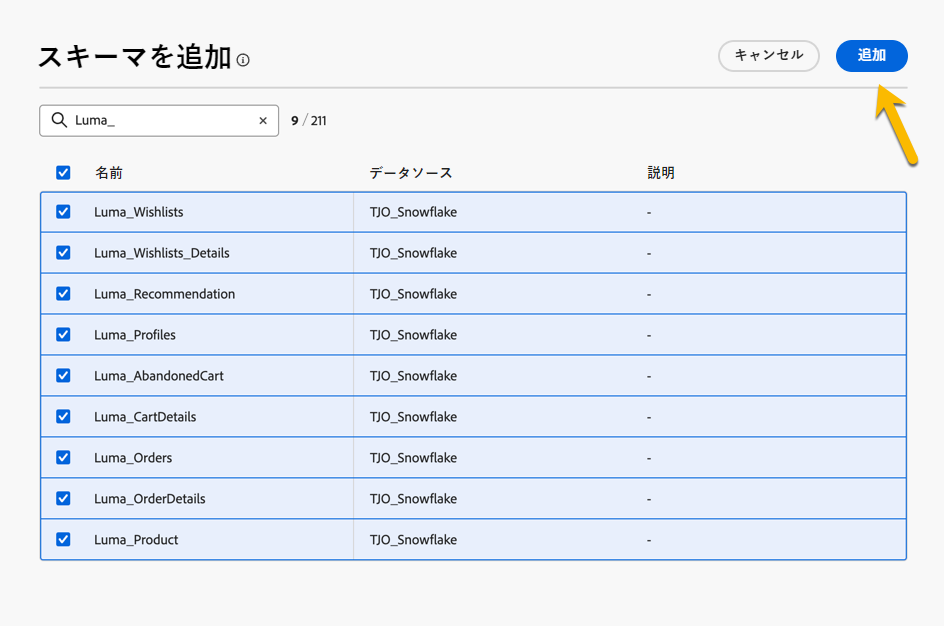 スキーマを追加
キャンセル
追加
Luma_
9 / 211
名前 データソース 説明
Luma_Wishlists TJO_Snowflake -
Luma_Wishlists_Details TJO_Snowflake -
Luma_Recommendation TJO_Snowflake -
Luma_Profiles TJO_Snowflake -
Luma_AbandonedCart TJO_Snowflake -
Luma_CartDetails TJO_Snowflake -
Luma_Orders TJO_Snowflake -
Luma_OrderDetails TJO_Snowflake -
Luma_Product TJO_Snowflake -